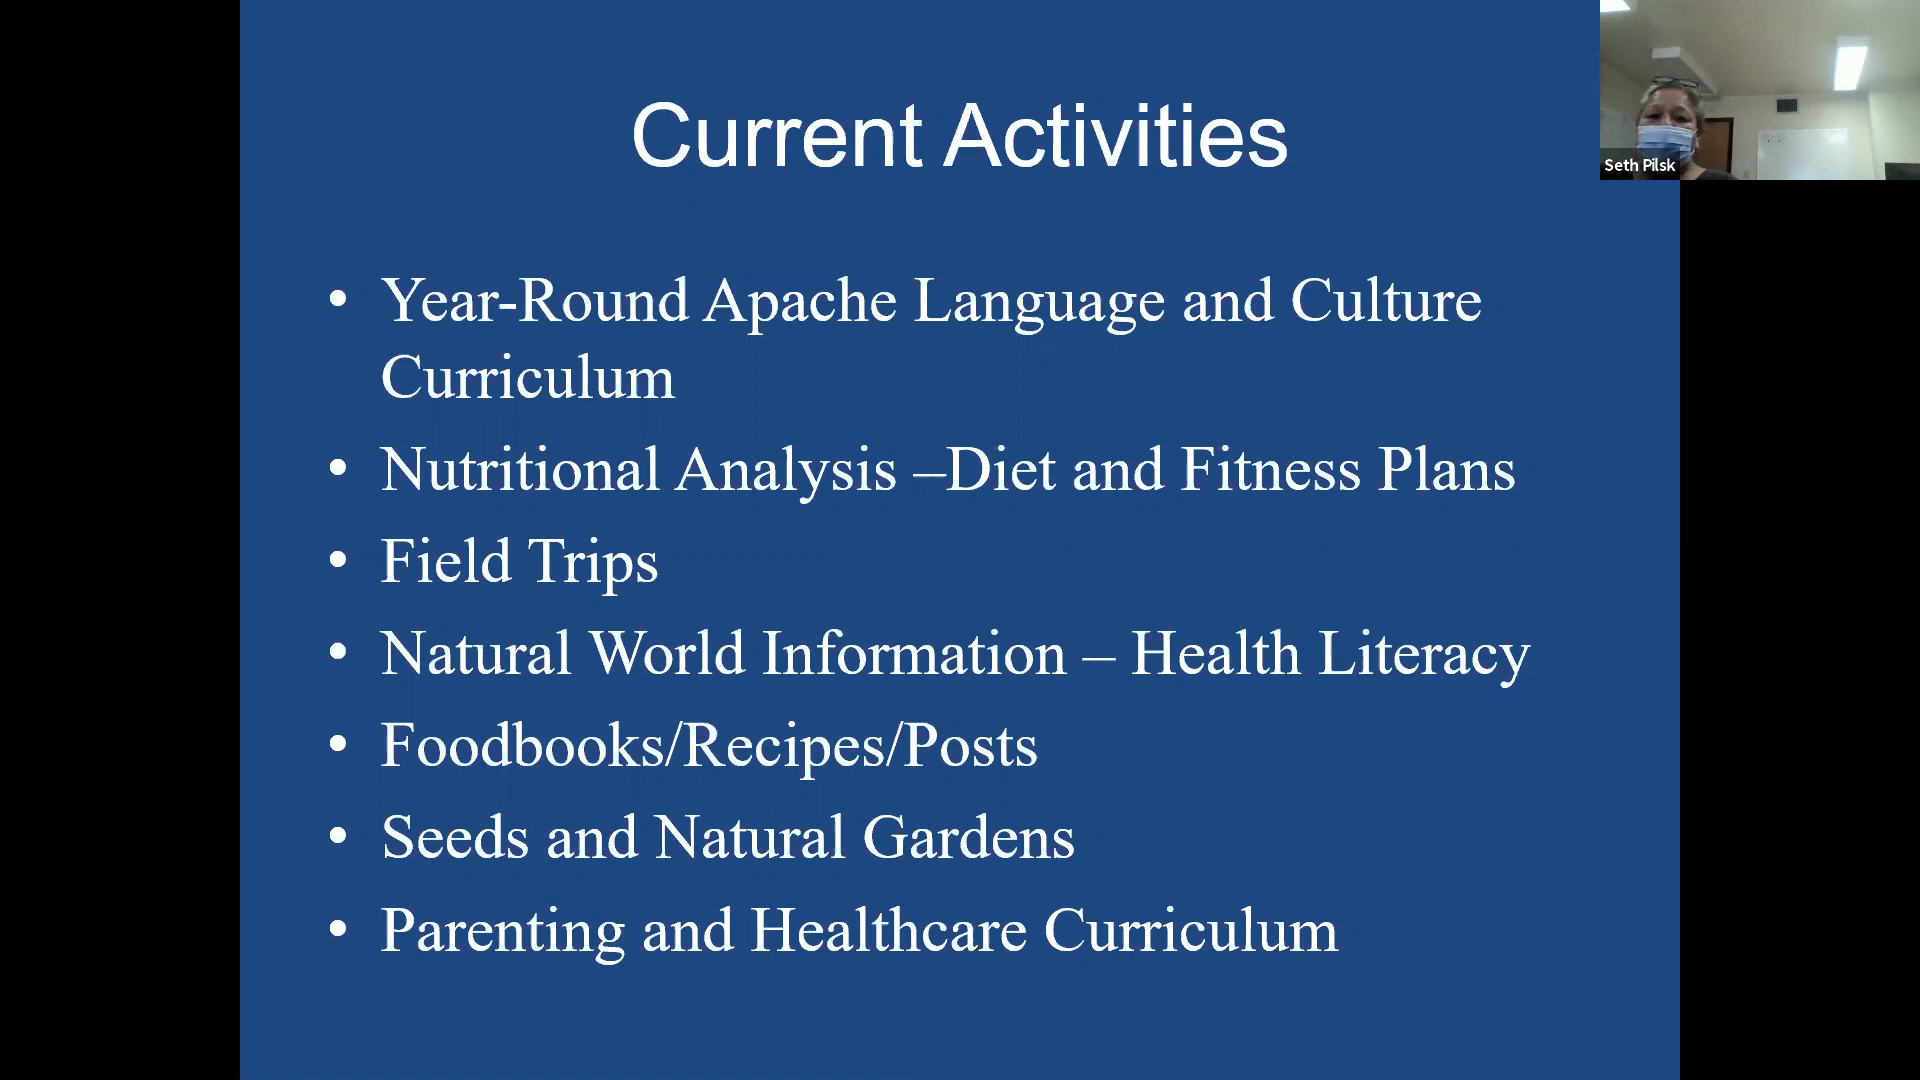 Current Activities
Seth Pilsk
• Year-Round Apache Language and Culture
Curriculum
• Nutritional Analysis –Diet and Fitness Plans
• Field Trips
• Natural World Information – Health Literacy
• Foodbooks/Recipes/Posts
• Seeds and Natural Gardens
• Parenting and Healthcare Curriculum